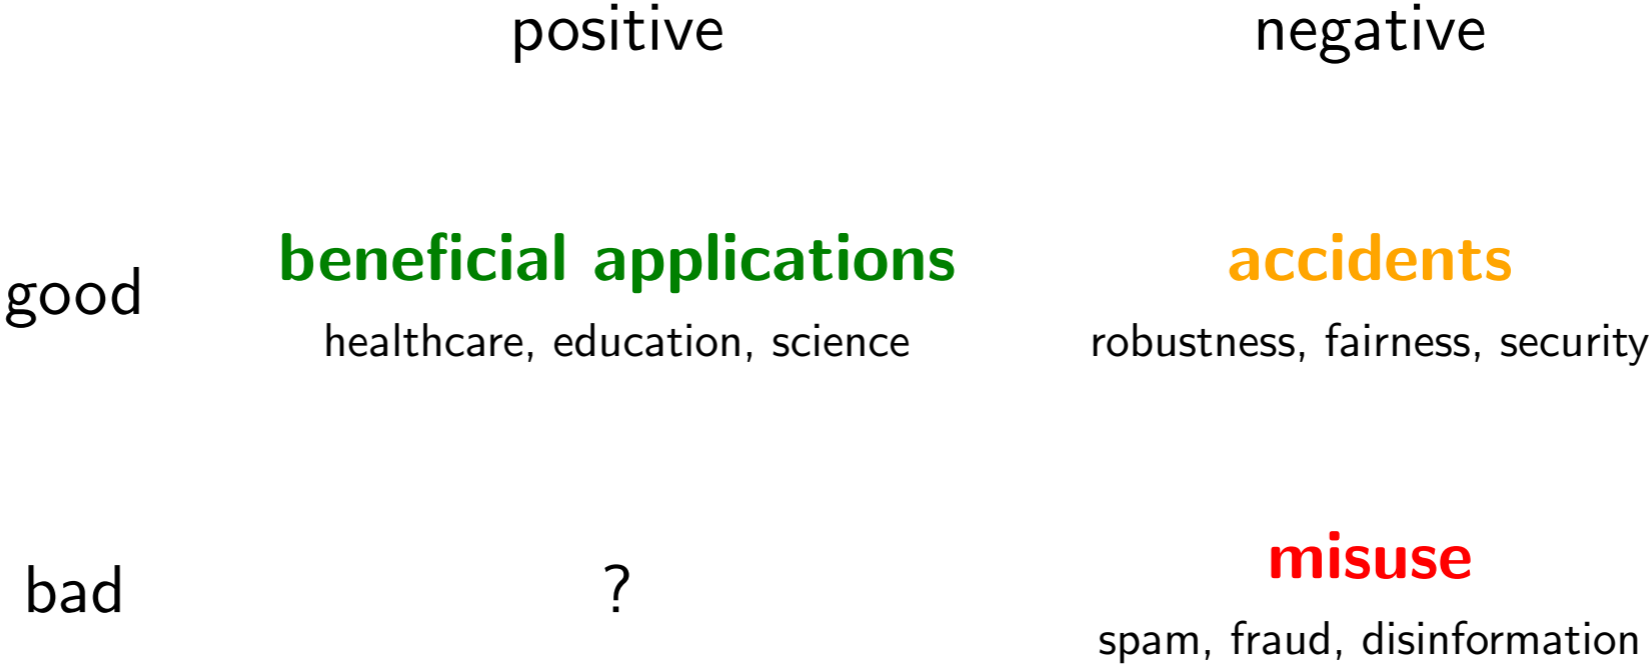 positive negative
beneficial applications accidents
good
healthcare, education, science robustness, fairness, security
misuse
bad ?
spam, fraud, disinformation